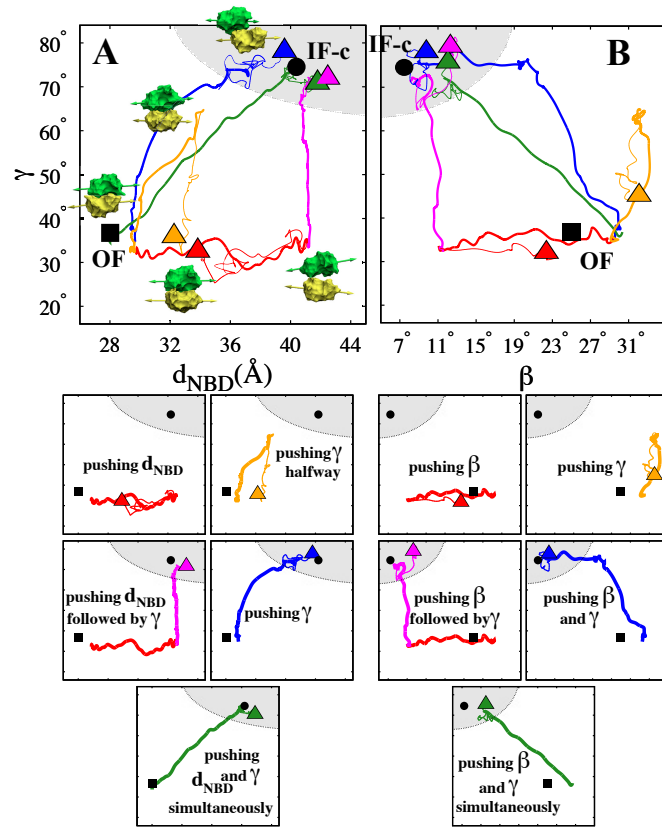 A
IF-c
80°
70°
60°
50°
40°
30°
20°
γ
OF
28
32
36
40
44
d_NBD(Å)
IF-c
B
OF
7°
11°
15°
19°
23°
27°
31°
β
pushing d_NBD
pushing γ
halfway
pushing β
pushing γ
pushing d_NBD
followed by γ
pushing γ
pushing β
followed by γ
pushing β
and γ
pushing
d_NBD and γ
simultaneously
pushing β
and γ
simultaneously